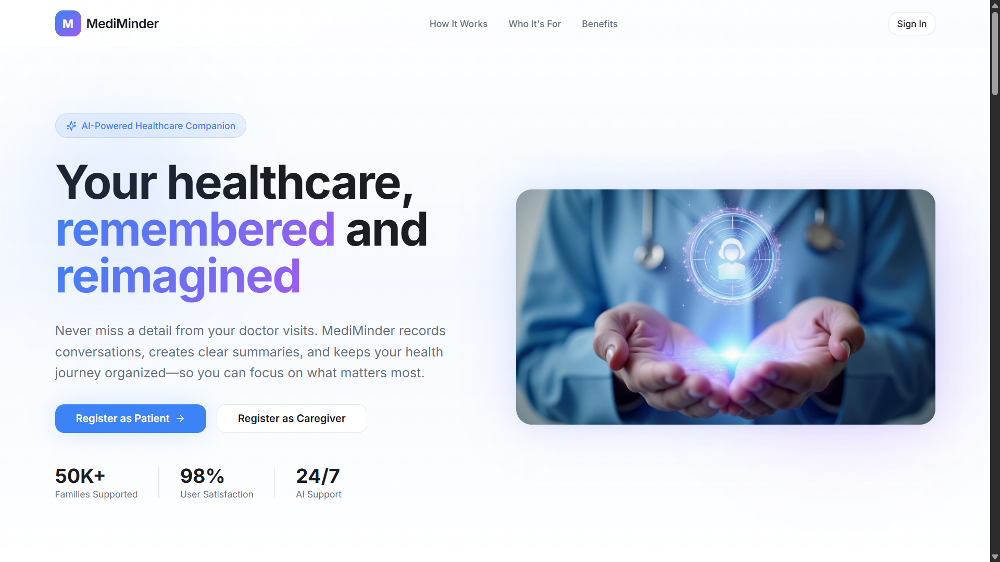 M MediMinder
How It Works
Who It's For
Benefits
Sign In
AI-Powered Healthcare Companion
Your healthcare,
remembered and
reimagined
Never miss a detail from your doctor visits. MediMinder records
conversations, creates clear summaries, and keeps your health
journey organized—so you can focus on what matters most.
Register as Patient →
Register as Caregiver
50K+
Families Supported
98%
User Satisfaction
24/7
AI Support